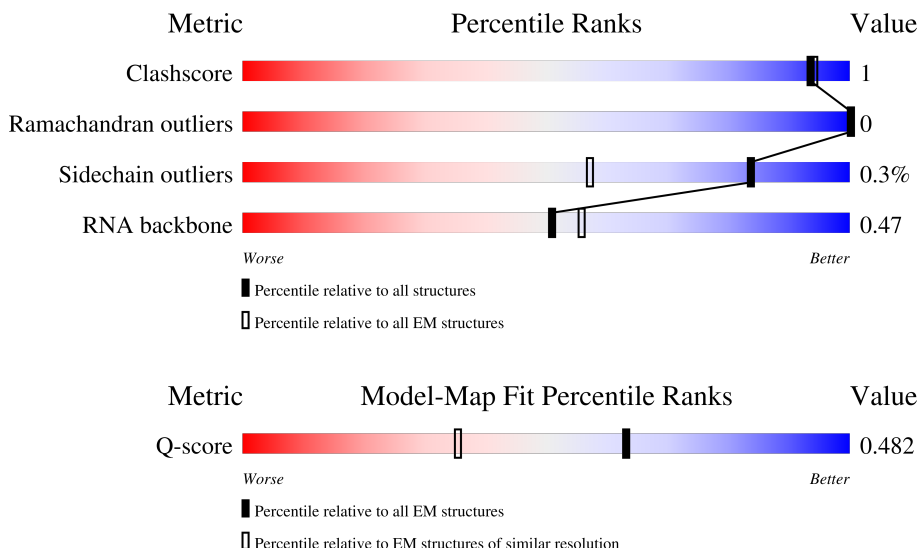 Metric Percentile Ranks Value
Clashscore 1
Ramachandran outliers 0
Sidechain outliers 0.3%
RNA backbone 0.47
Worse Better
Percentile relative to all structures
Percentile relative to all EM structures
Metric Model-Map Fit Percentile Ranks Value
Q-score 0.482
Worse Better
Percentile relative to all EM structures
Percentile relative to EM structures of similar resolution